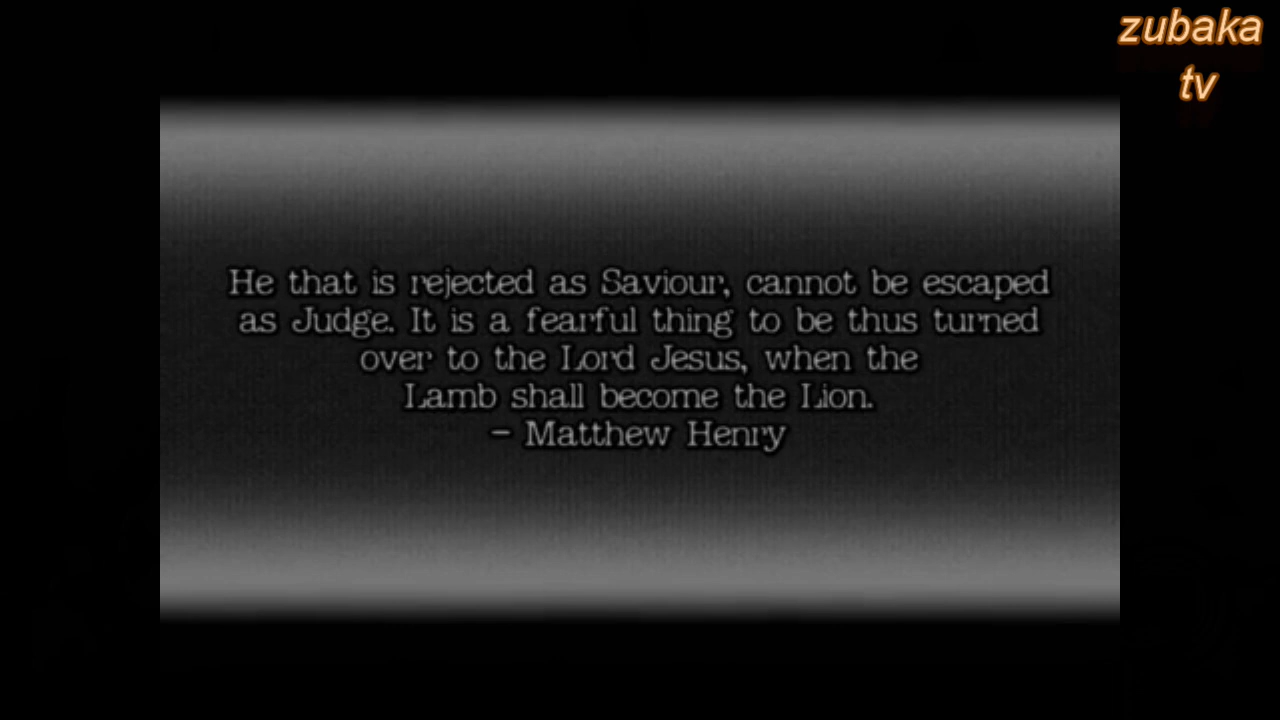 zubaka
tv
He that is rejected as Saviour, cannot be escaped
as Judge. It is a fearful thing to be thus turned
over to the Lord Jesus, when the
Lamb shall become the Lion.
– Matthew Henry